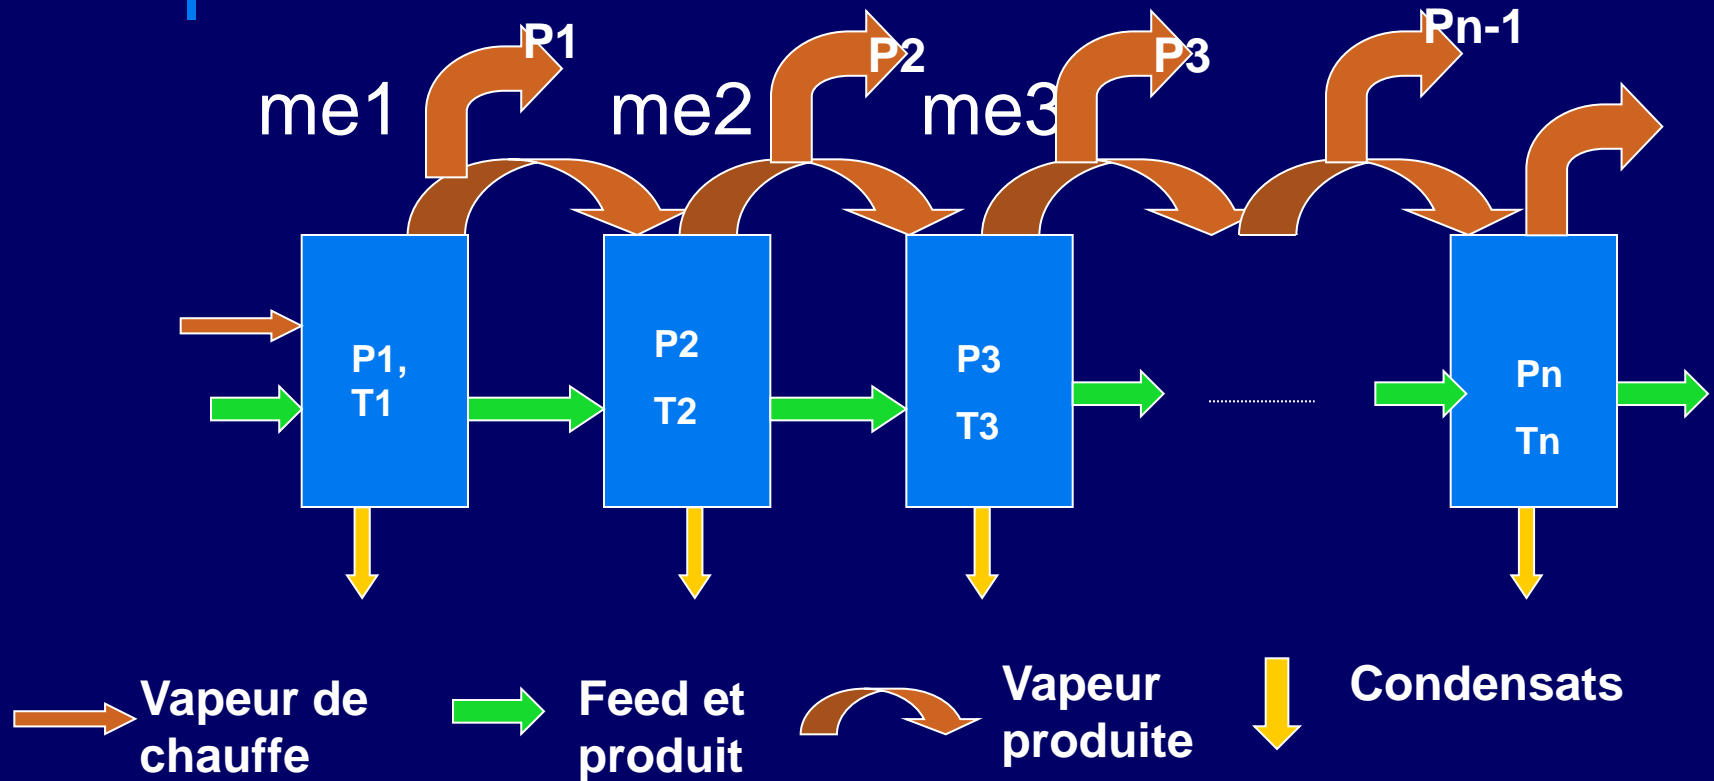 P1
P2
P3
Pn-1
me1
me2
me3
P1,
T1
P2
T2
P3
T3
Pn
Tn
Vapeur de
chauffe
Feed et
produit
Vapeur
produite
Condensats